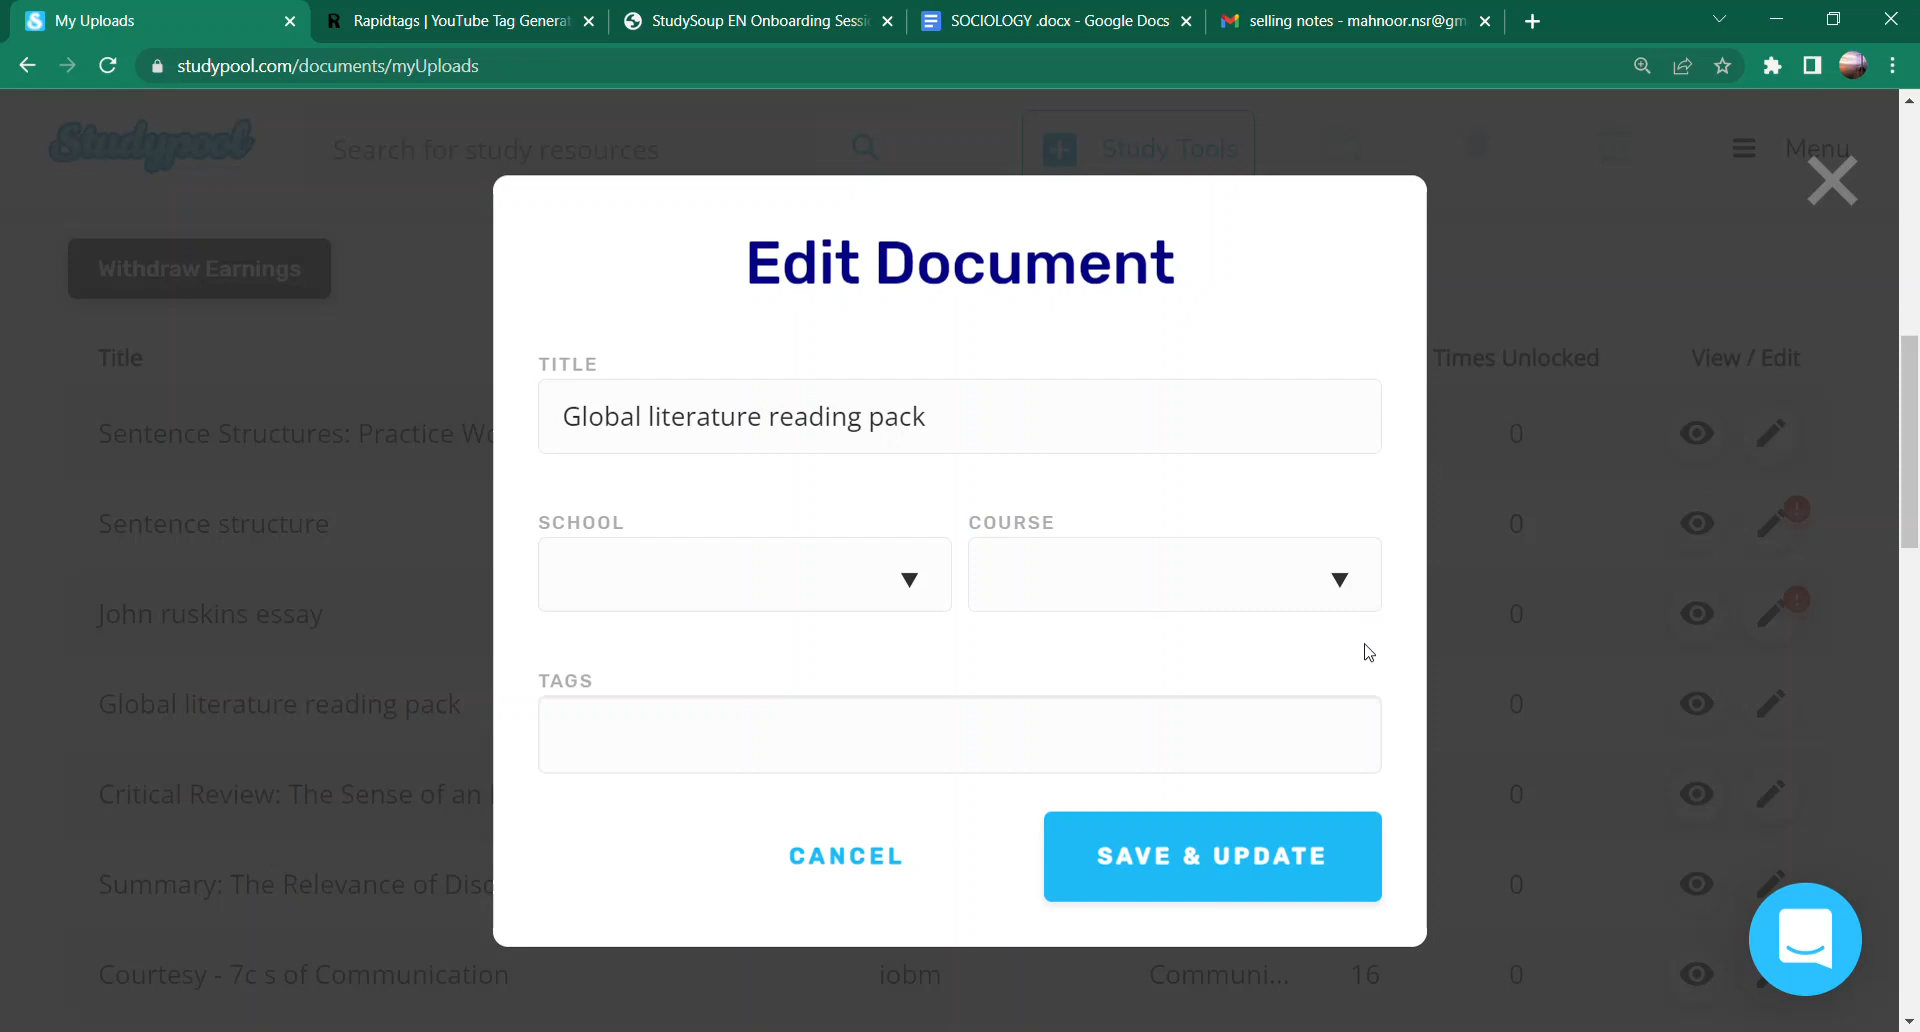 My Uploads
Rapidtags | YouTube Tag Generat
StudySoup EN Onboarding Sessi
SOCIOLOGY .docx - Google Docs
selling notes - mahnoor.nsr@gm
studypool.com/documents/myUploads
Studypool
Search for study resources
Study Tools
Menu
Withdraw Earnings
Edit Document
Title
Times Unlocked
View / Edit
TITLE
Global literature reading pack
Sentence Structures: Practice Wo
0
SCHOOL
COURSE
Sentence structure
0
John ruskins essay
0
TAGS
Global literature reading pack
0
Critical Review: The Sense of an
0
CANCEL
SAVE & UPDATE
Summary: The Relevance of Disc
0
Courtesy - 7c s of Communication
iobm
Communi...
16
0